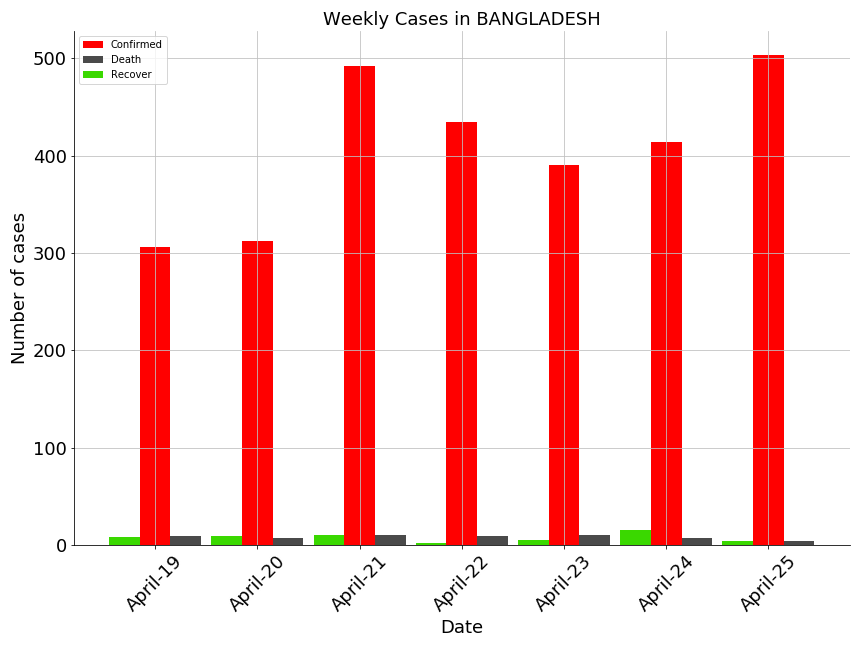 Weekly Cases in BANGLADESH
Confirmed
Death
Recover
500
400
300
200
100
0
Number of cases
April-19
April-20
April-21
April-22
April-23
April-24
April-25
Date